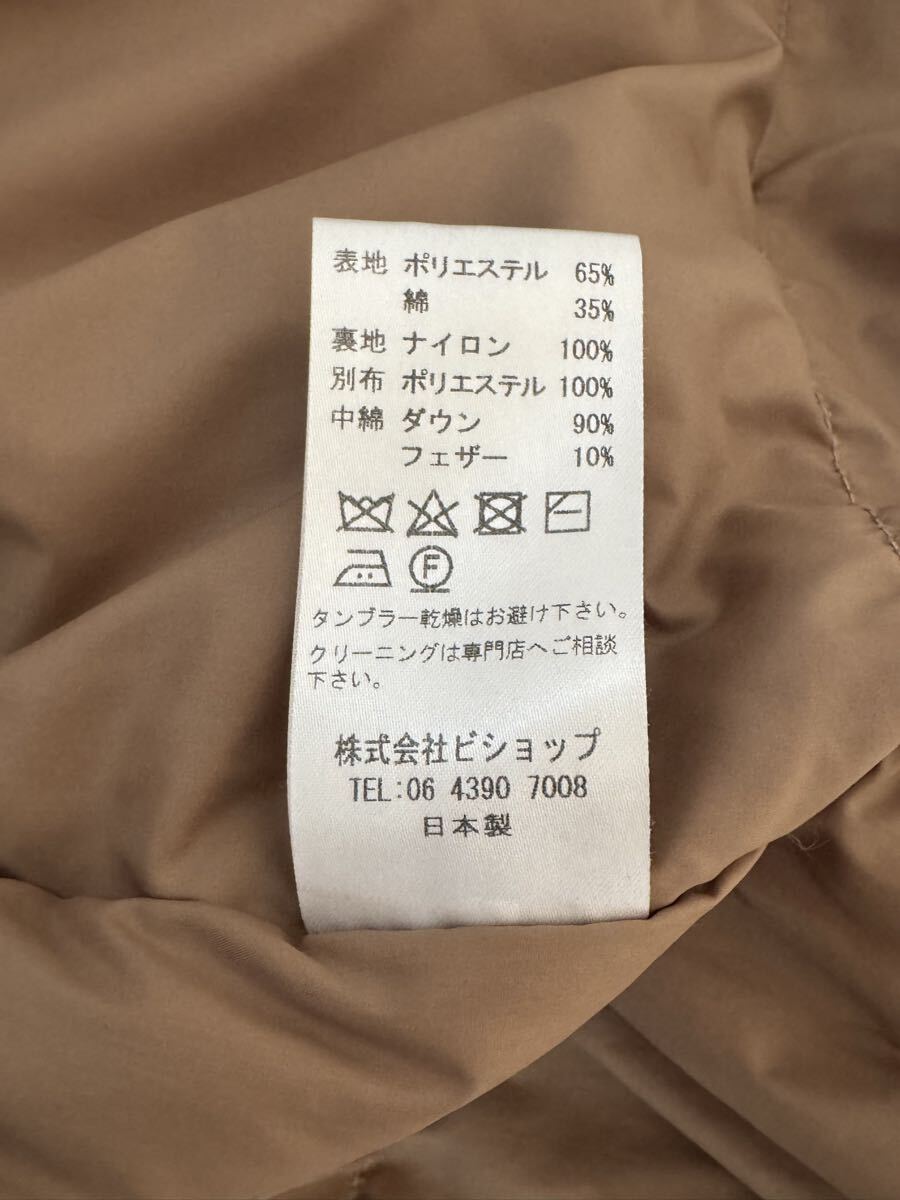 表地 ポリエステル 65%
綿 35%
裏地 ナイロン 100%
別布 ポリエステル 100%
中綿 ダウン 90%
フェザー 10%
F
タンブラー乾燥はお避け下さい。
クリーニングは専門店へご相談
下さい。
株式会社ビショップ
TEL:06 4390 7008
日本製